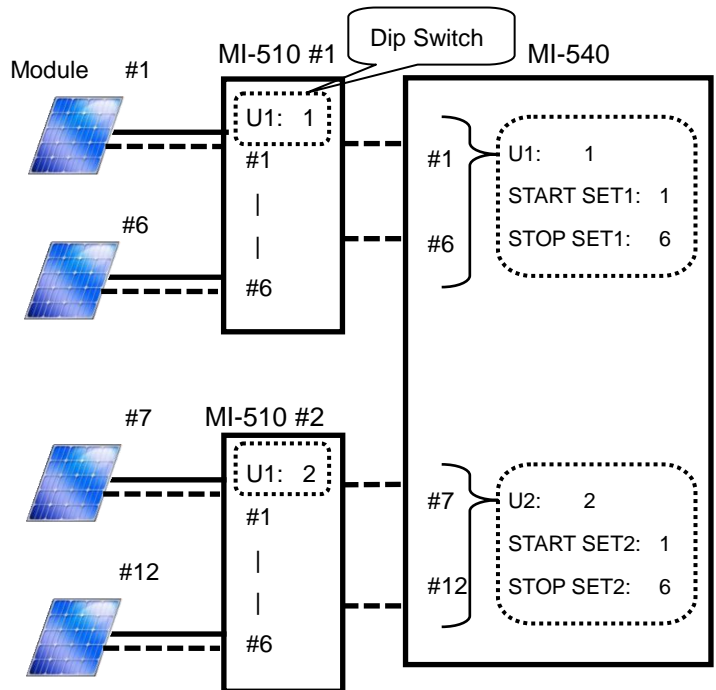 Dip Switch
MI-510 #1
MI-540
Module #1
U1: 1
#1
|
|
#6
#6
#1
#6
U1: 1
START SET1: 1
STOP SET1: 6
#7
MI-510 #2
U1: 2
#1
|
|
#6
#12
#7
#12
U2: 2
START SET2: 1
STOP SET2: 6